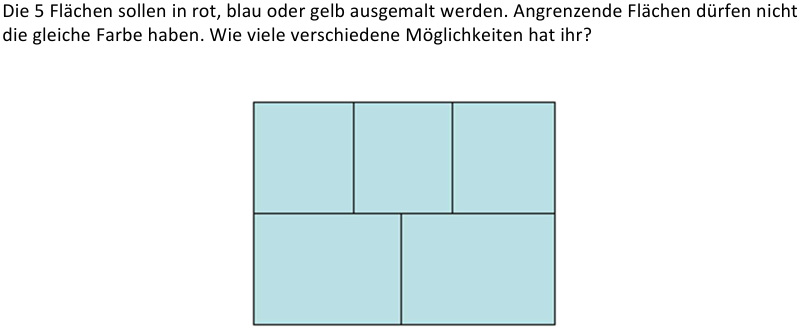 Die 5 Flächen sollen in rot, blau oder gelb ausgemalt werden. Angrenzende Flächen dürfen nicht
die gleiche Farbe haben. Wie viele verschiedene Möglichkeiten hat ihr?